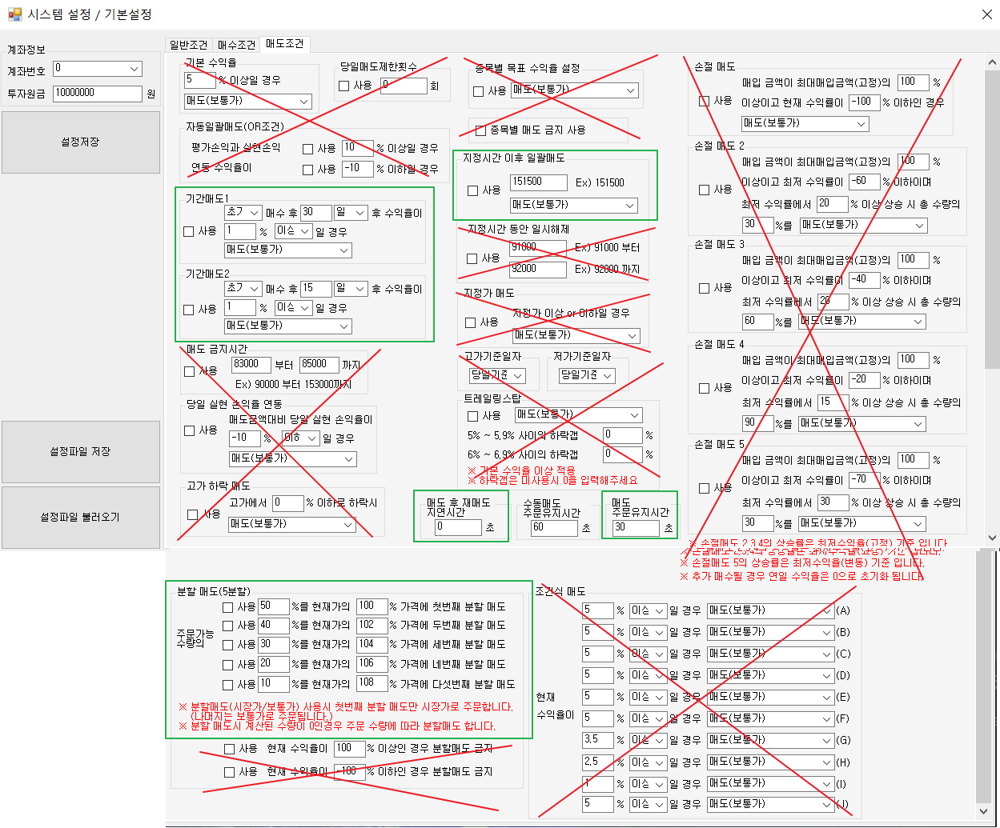 시스템 설정 / 기본설정
계좌정보
계좌번호 0
투자원금 10000000 원
설정저장
설정파일 저장
설정파일 불러오기
일반조건 매수조건 매도조건
기본 수익율
5 % 이상일 경우
매도(보통가)
당일매도제한횟수
사용 0 회
자동일괄매도(OR조건)
평가손익과 실현손익 사용 10 % 이상일 경우
연동 수익율이 사용 -10 % 이하일 경우
기간매도1
초기 매수 후 30 일 후 수익율이
사용 1 % 이상 일 경우
매도(보통가)
기간매도2
초기 매수 후 15 일 후 수익율이
사용 1 % 이상 일 경우
매도(보통가)
매도 금지시간
사용 83000 부터 85000 까지
Ex) 90000 부터 153000까지
당일 실현 손익율 연동
매도금액대비 당일 실현 손익율이
사용 -10 % 이하 일 경우
매도(보통가)
고가 하락 매도
사용 고가에서 0 % 이하로 하락시
매도(보통가)
종목별 목표 수익율 설정
사용 매도(보통가)
종목별 매도 금지 사용
지정시간 이후 일괄매도
사용 151500 Ex) 151500
매도(보통가)
지정시간 동안 일시해제
사용 91000 Ex) 91000 부터
92000 Ex) 92000 까지
지정가 매도
사용 지정가 이상 or 이하일 경우
매도(보통가)
고가기준일자 저가기준일자
당일기준 당일기준
트레일링스탑
사용 매도(보통가)
5% ~ 5.9% 사이의 하락갭 0 %
6% ~ 6.9% 사이의 하락갭 0 %
※ 기본 수익율 이상 적용
※ 하락갭은 미사용시 0을 입력해주세요
매도 후 재매도
지연시간
0 초
수동매도
주문유지시간
60 초
매도
주문유지시간
30 초
손절 매도
매입 금액이 최대매입금액(고정)의 100 %
사용 이상이고 현재 수익률이 -100 % 이하인 경우
매도(보통가)
손절 매도 2
매입 금액이 최대매입금액(고정)의 100 %
사용 이상이고 최저 수익률이 -60 % 이하이며
최저 수익률에서 20 % 이상 상승 시 총 수량의
30 %를 매도(보통가)
손절 매도 3
매입 금액이 최대매입금액(고정)의 100 %
사용 이상이고 최저 수익률이 -40 % 이하이며
최저 수익률에서 20 % 이상 상승 시 총 수량의
60 %를 매도(보통가)
손절 매도 4
매입 금액이 최대매입금액(고정)의 100 %
사용 이상이고 최저 수익률이 -20 % 이하이며
최저 수익률에서 15 % 이상 상승 시 총 수량의
90 %를 매도(보통가)
손절 매도 5
매입 금액이 최대매입금액(고정)의 100 %
사용 이상이고 최저 수익률이 -70 % 이하이며
최저 수익률에서 30 % 이상 상승 시 총 수량의
30 %를 매도(보통가)
※ 손절매도 2,3,4의 상승률은 최저수익율(고정) 기준 입니다.
※ 손절매도 5의 상승률은 최저수익율(변동) 기준 입니다.
※ 추가 매수될 경우 연일 수익율은 0으로 초기화 됩니다.
분할 매도(5분할)
주문가능
수량의
사용 50 %를 현재가의 100 % 가격에 첫번째 분할 매도
사용 40 %를 현재가의 102 % 가격에 두번째 분할 매도
사용 30 %를 현재가의 104 % 가격에 세번째 분할 매도
사용 20 %를 현재가의 106 % 가격에 네번째 분할 매도
사용 10 %를 현재가의 108 % 가격에 다섯번째 분할 매도
※ 분할매도(시장가/보통가) 사용시 첫번째 분할 매도만 시장가로 주문합니다.
(나머지는 보통가로 주문됩니다.)
※ 분할 매도시 계산된 수량이 0인경우 주문 수량에 따라 분할매도 합니다.
사용 현재 수익율이 100 % 이상인 경우 분할매도 금지
사용 현재 수익율이 -100 % 이하인 경우 분할매도 금지
조건식 매도
현재
수익율이
5 % 이상 일 경우 매도(보통가) (A)
5 % 이상 일 경우 매도(보통가) (B)
5 % 이상 일 경우 매도(보통가) (C)
5 % 이상 일 경우 매도(보통가) (D)
5 % 이상 일 경우 매도(보통가) (E)
5 % 이상 일 경우 매도(보통가) (F)
3.5 % 이상 일 경우 매도(보통가) (G)
2.5 % 이상 일 경우 매도(보통가) (H)
1 % 이상 일 경우 매도(보통가) (I)
5 % 이상 일 경우 매도(보통가) (J)